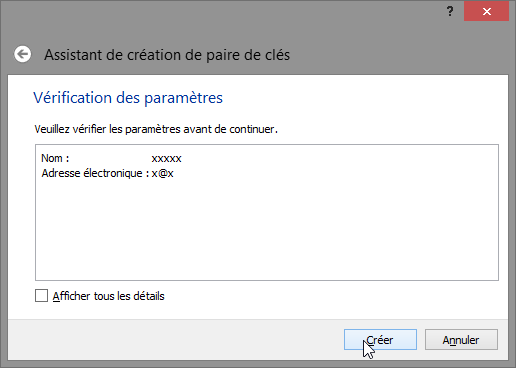 ?
Assistant de création de paire de clés
Vérification des paramètres
Veuillez vérifier les paramètres avant de continuer.
Nom : xxxxx
Adresse électronique : x@x
Afficher tous les détails
Créer Annuler